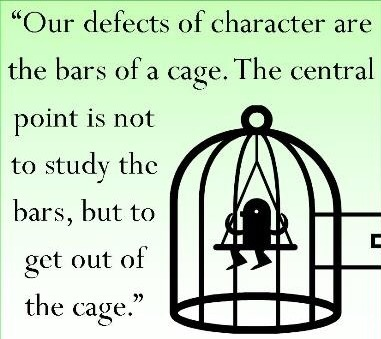 “Our defects of character are
the bars of a cage. The central
point is not
to study the
bars, but to
get out of
the cage.”